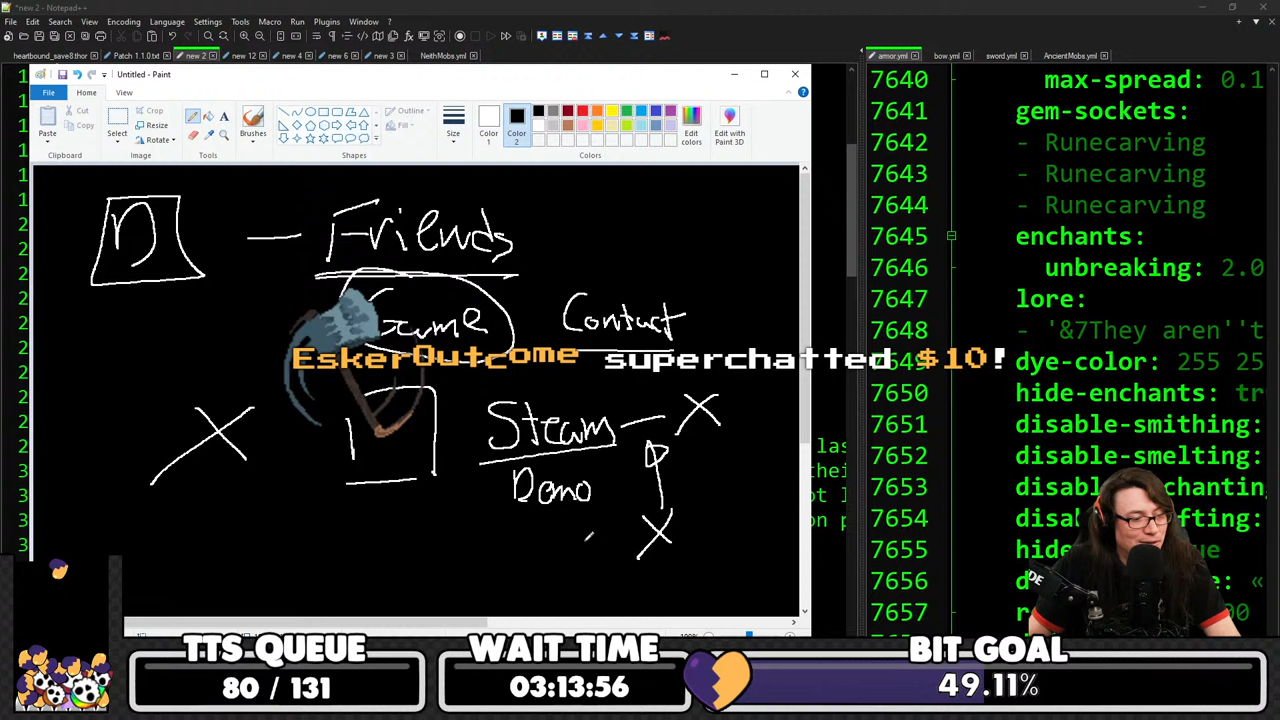 *new 2 - Notepad++
File Edit Search View Encoding Language Settings Tools Macro Run Plugins Window ?
heartbound_save8.thor Patch 1.1.0.txt new 2 new 12 new 4 new 6 new 3 NeithMobs.yml
armor.yml bow.yml sword.yml AncientMobs.yml
Untitled - Paint
File Home View
Paste Cut Copy Select Crop Resize Rotate Brushes Outline Fill Size Color 1 Color 2 Edit colors Edit with Paint 3D
Clipboard Image Tools Shapes Colors
Friends
Contact
EskerOutcome superchatted $10!
Steam X
Demo
X
X
7640 max-spread: 0.1
7641 gem-sockets:
7642 - Runecarving
7643 - Runecarving
7644 - Runecarving
7645 enchants:
7646 unbreaking: 2.0
7647 lore:
7648 - '&7They aren''t
7649 dye-color: 255 25
7650 hide-enchants: tr
7651 disable-smithing:
7652 disable-smelting:
7653
7654
7655
7656
7657
TTS QUEUE
80 / 131
WAIT TIME
03:13:56
BIT GOAL
49.11%